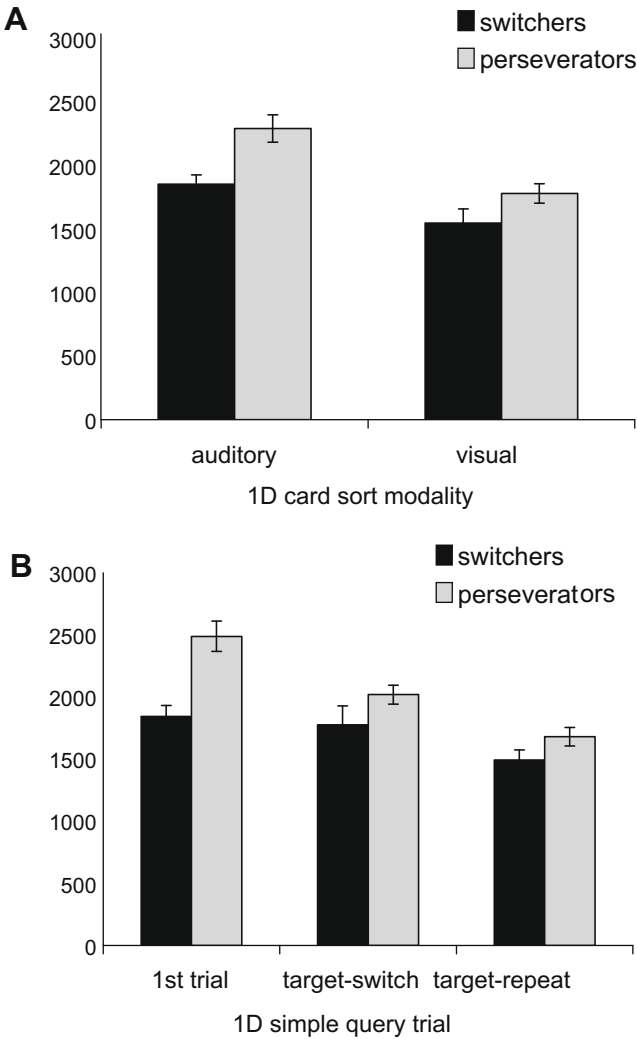 A
switchers
perseverators
3000
2500
2000
1500
1000
500
0
auditory visual
1D card sort modality
B
switchers
perseverators
3000
2500
2000
1500
1000
500
0
1st trial target-switch target-repeat
1D simple query trial